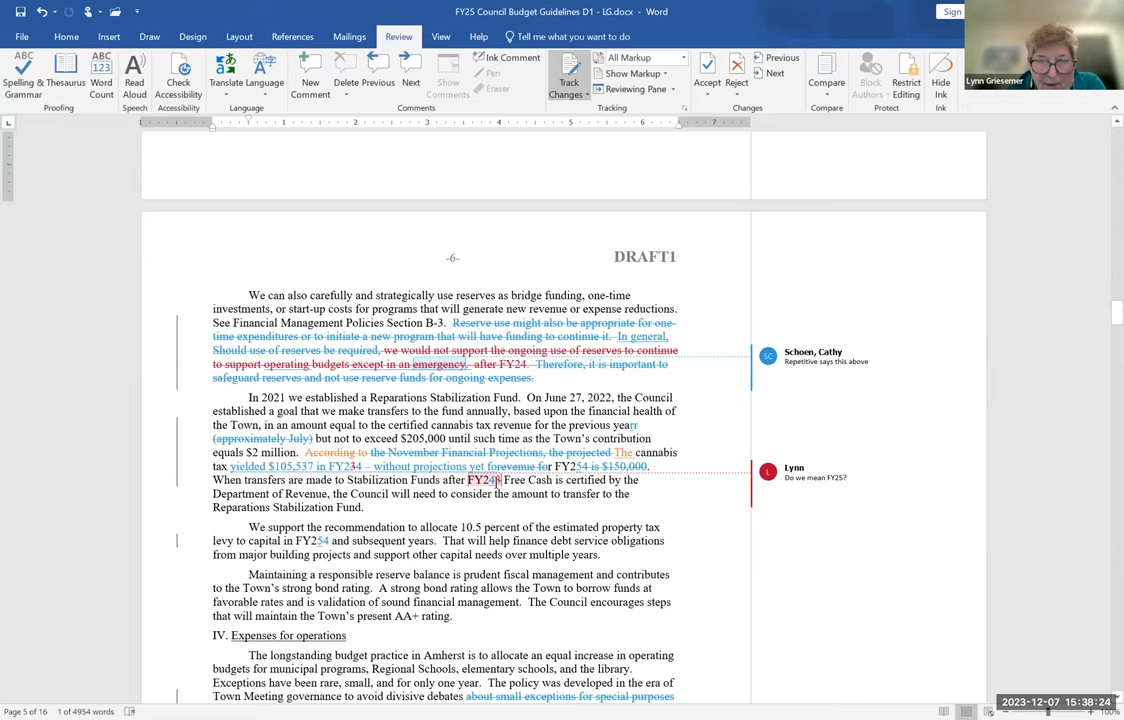 FY25 Council Budget Guidelines D1 - LG.docx - Word
Sign
File Home Insert Draw Design Layout References Mailings Review View Help Tell me what you want to do
Spelling & Grammar
Thesaurus
Word Count
Read Aloud
Check Accessibility
Translate
Language
New Comment
Delete
Previous
Next
Show Comments
Ink Comment
Pen
Eraser
Track Changes
All Markup
Show Markup
Reviewing Pane
Accept
Reject
Previous
Next
Compare
Block Authors
Restrict Editing
Hide Ink
Proofing Speech Accessibility Language Comments Tracking Changes Compare Protect Ink
Lynn Griesemer
1 2 3 4 5 6 7
-6- DRAFT1
We can also carefully and strategically use reserves as bridge funding, one-time
investments, or start-up costs for programs that will generate new revenue or expense reductions.
See Financial Management Policies Section B-3. Reserve use might also be appropriate for one-
time expenditures or to initiate a new program that will have funding to continue it. In general,
Should use of reserves be required, we would not support the ongoing use of reserves to continue
to support operating budgets except in an emergency. after FY24. Therefore, it is important to
safeguard reserves and not use reserve funds for ongoing expenses.
In 2021 we established a Reparations Stabilization Fund. On June 27, 2022, the Council
established a goal that we make transfers to the fund annually, based upon the financial health of
the Town, in an amount equal to the certified cannabis tax revenue for the previous yearr
(approximately July) but not to exceed $205,000 until such time as the Town's contribution
equals $2 million. According to the November Financial Projections, the projected The cannabis
tax yielded $105,537 in FY234 – without projections yet forevenue for FY254 is $150,000.
When transfers are made to Stabilization Funds after Free Cash is certified by the
Department of Revenue, the Council will need to consider the amount to transfer to the
Reparations Stabilization Fund.
We support the recommendation to allocate 10.5 percent of the estimated property tax
levy to capital in FY254 and subsequent years. That will help finance debt service obligations
from major building projects and support other capital needs over multiple years.
Maintaining a responsible reserve balance is prudent fiscal management and contributes
to the Town's strong bond rating. A strong bond rating allows the Town to borrow funds at
favorable rates and is validation of sound financial management. The Council encourages steps
that will maintain the Town's present AA+ rating.
IV. Expenses for operations
The longstanding budget practice in Amherst is to allocate an equal increase in operating
budgets for municipal programs, Regional Schools, elementary schools, and the library.
Exceptions have been rare, small, and for only one year. The policy was developed in the era of
Town Meeting governance to avoid divisive debates about small exceptions for special purposes
SC Schoen, Cathy
Repetitive says this above
L Lynn
Do we mean FY25?
Page 5 of 16 1 of 4954 words
2023-12-07 15:38:24
100%